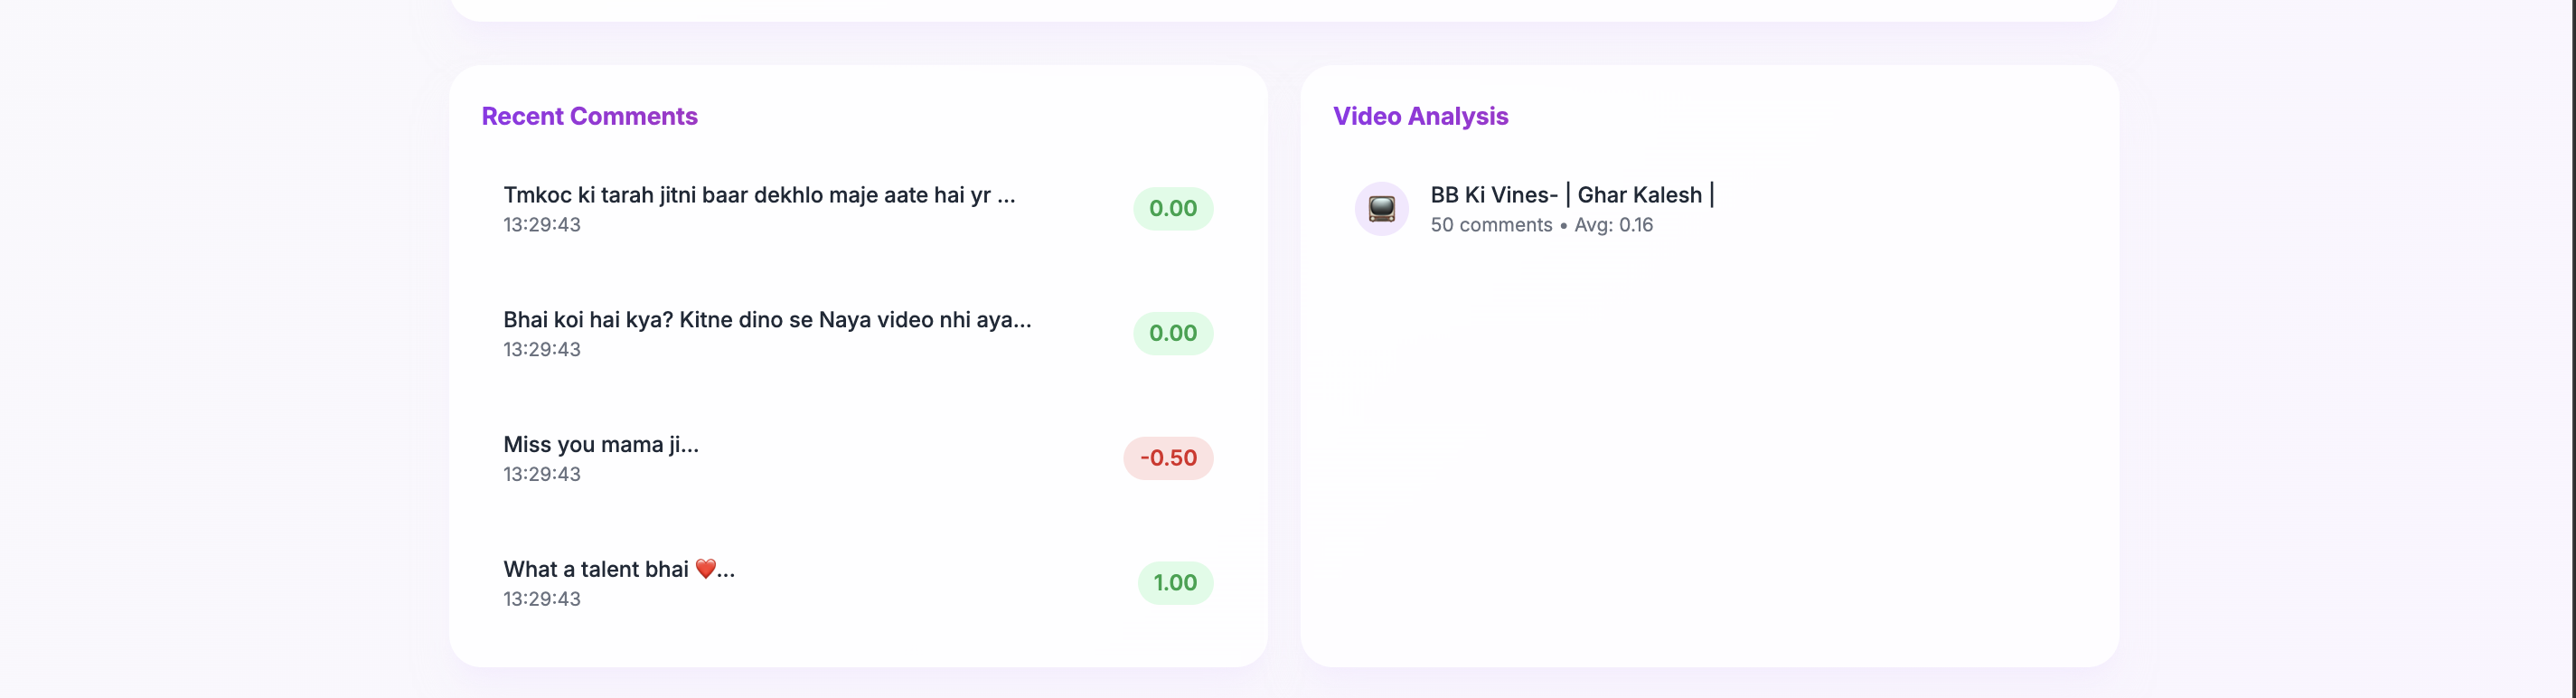 Recent Comments
Tmkoc ki tarah jitni baar dekhlo maje aate hai yr ...
13:29:43
0.00
Bhai koi hai kya? Kitne dino se Naya video nhi aya...
13:29:43
0.00
Miss you mama ji...
13:29:43
-0.50
What a talent bhai ❤️...
13:29:43
1.00
Video Analysis
BB Ki Vines- | Ghar Kalesh |
50 comments • Avg: 0.16